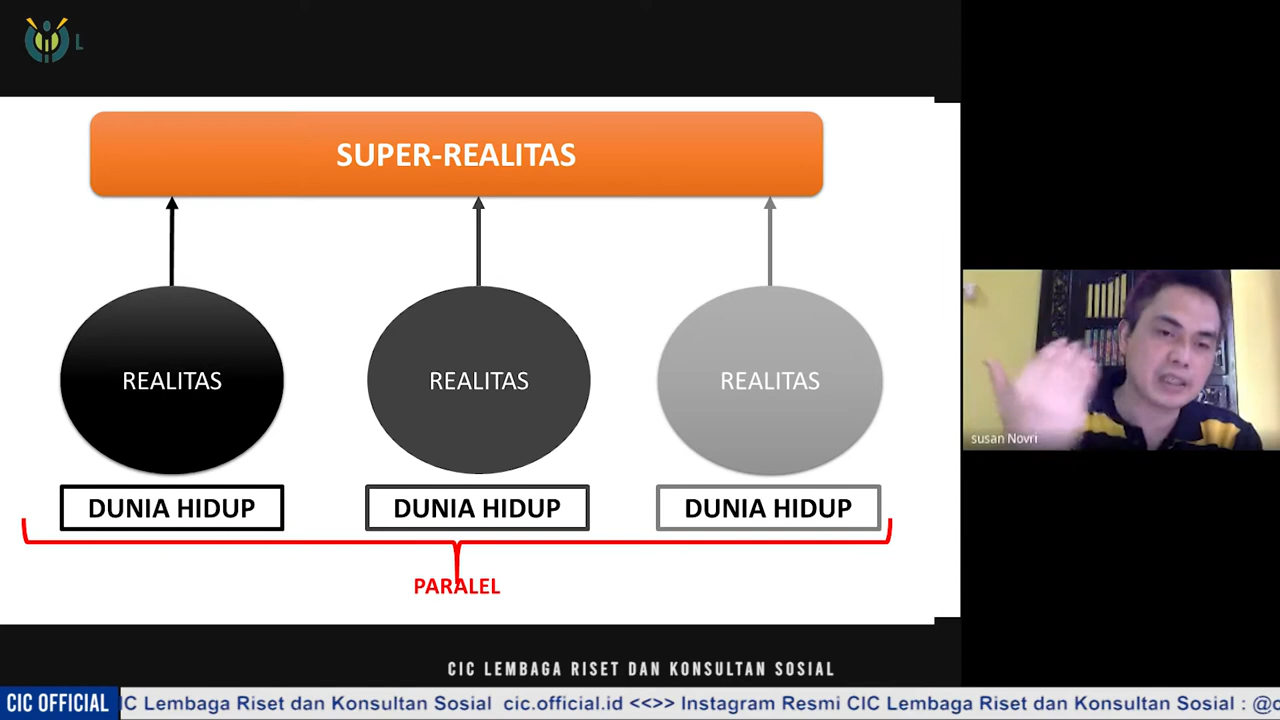 L
SUPER-REALITAS
REALITAS
REALITAS
REALITAS
DUNIA HIDUP
DUNIA HIDUP
DUNIA HIDUP
PARALEL
susan Novri
CIC LEMBAGA RISET DAN KONSULTAN SOSIAL
CIC OFFICIAL
IC Lembaga Riset dan Konsultan Sosial cic.official.id <<>> Instagram Resmi CIC Lembaga Riset dan Konsultan Sosial : @c